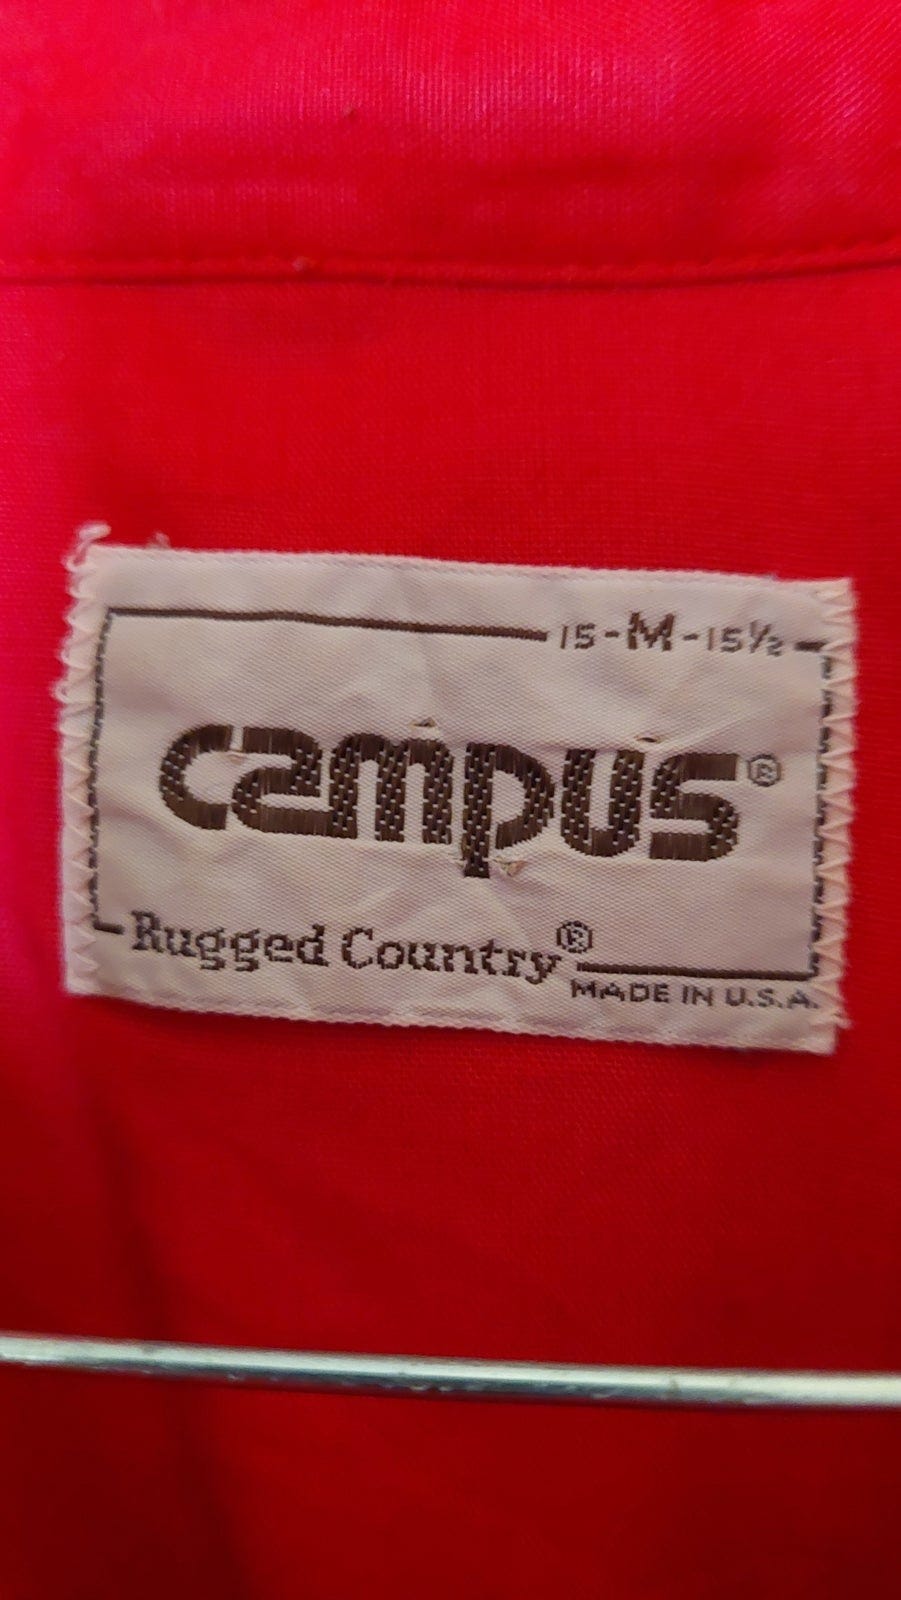 15-M-15½
campus®
Rugged Country®
MADE IN U.S.A.